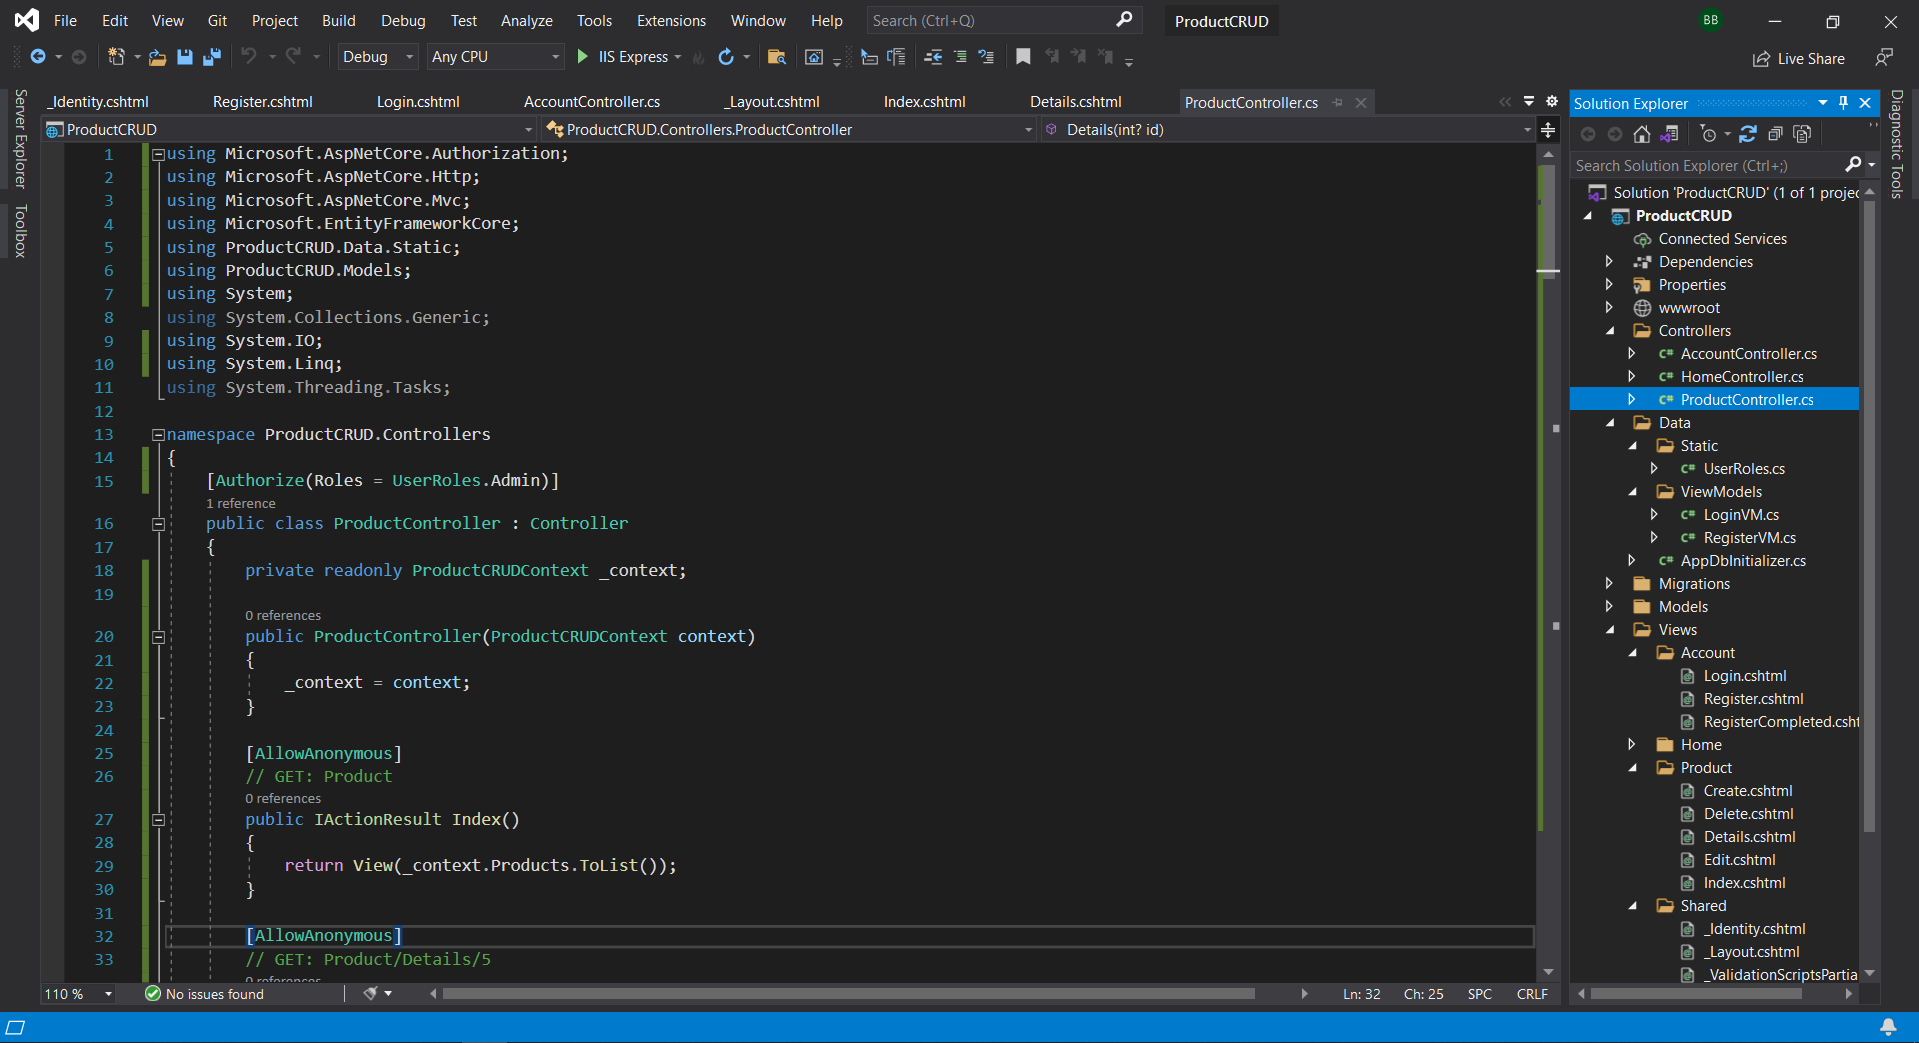 File Edit View Git Project Build Debug Test Analyze Tools Extensions Window Help Search (Ctrl+Q) ProductCRUD BB
Debug Any CPU IIS Express Live Share
_Identity.cshtml Register.cshtml Login.cshtml AccountController.cs _Layout.cshtml Index.cshtml Details.cshtml ProductController.cs
ProductCRUD ProductCRUD.Controllers.ProductController Details(int? id)
Server Explorer
Toolbox
1 using Microsoft.AspNetCore.Authorization;
2 using Microsoft.AspNetCore.Http;
3 using Microsoft.AspNetCore.Mvc;
4 using Microsoft.EntityFrameworkCore;
5 using ProductCRUD.Data.Static;
6 using ProductCRUD.Models;
7 using System;
8 using System.Collections.Generic;
9 using System.IO;
10 using System.Linq;
11 using System.Threading.Tasks;
12
13 namespace ProductCRUD.Controllers
14 {
15 [Authorize(Roles = UserRoles.Admin)]
1 reference
16 public class ProductController : Controller
17 {
18 private readonly ProductCRUDContext _context;
19
0 references
20 public ProductController(ProductCRUDContext context)
21 {
22 _context = context;
23 }
24
25 [AllowAnonymous]
26 // GET: Product
0 references
27 public IActionResult Index()
28 {
29 return View(_context.Products.ToList());
30 }
31
32 [AllowAnonymous]
33 // GET: Product/Details/5
0 references
110 % No issues found Ln: 32 Ch: 25 SPC CRLF
Solution Explorer
Search Solution Explorer (Ctrl+;)
Solution 'ProductCRUD' (1 of 1 projec
ProductCRUD
Connected Services
Dependencies
Properties
wwwroot
Controllers
C# AccountController.cs
C# HomeController.cs
C# ProductController.cs
Data
Static
C# UserRoles.cs
ViewModels
C# LoginVM.cs
C# RegisterVM.cs
C# AppDbInitializer.cs
Migrations
Models
Views
Account
Login.cshtml
Register.cshtml
RegisterCompleted.csht
Home
Product
Create.cshtml
Delete.cshtml
Details.cshtml
Edit.cshtml
Index.cshtml
Shared
_Identity.cshtml
_Layout.cshtml
_ValidationScriptsPartia
Diagnostic Tools